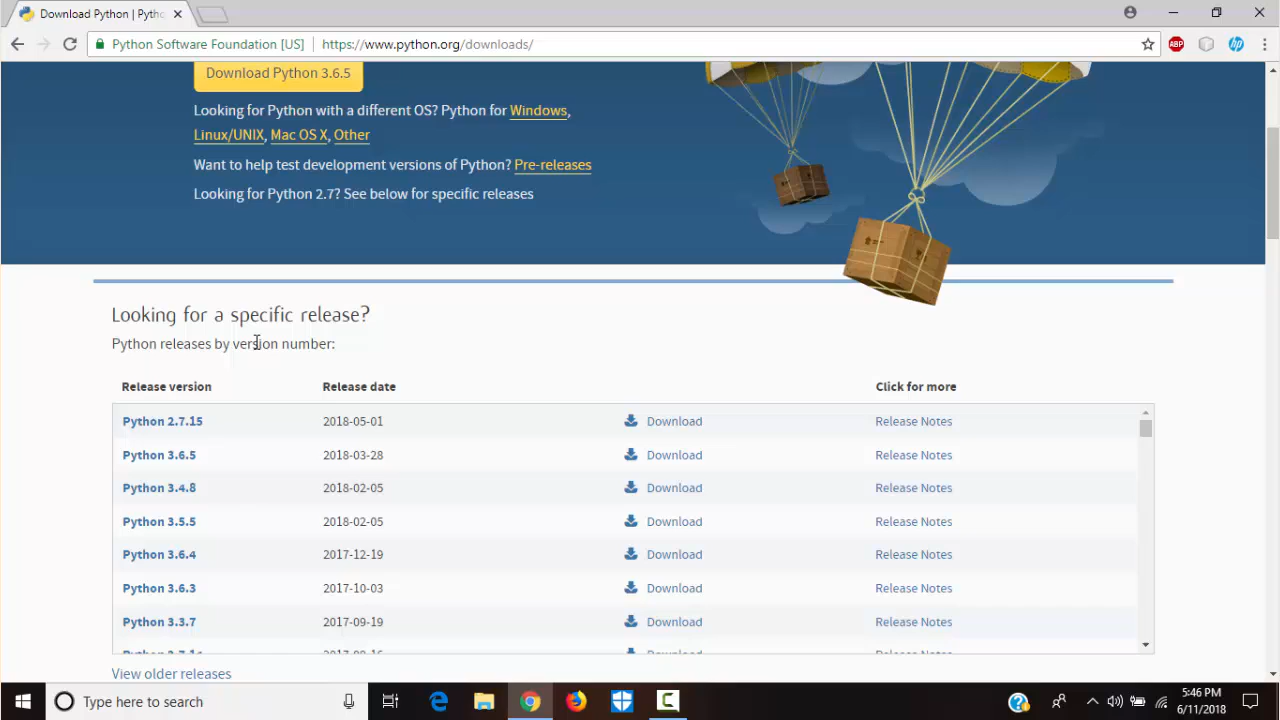 Download Python | Pytho
Python Software Foundation [US] https://www.python.org/downloads/
ABP
hp
Download Python 3.6.5
Looking for Python with a different OS? Python for Windows,
Linux/UNIX, Mac OS X, Other
Want to help test development versions of Python? Pre-releases
Looking for Python 2.7? See below for specific releases
Looking for a specific release?
Python releases by version number:
Release version Release date Click for more
Python 2.7.15 2018-05-01 Download Release Notes
Python 3.6.5 2018-03-28 Download Release Notes
Python 3.4.8 2018-02-05 Download Release Notes
Python 3.5.5 2018-02-05 Download Release Notes
Python 3.6.4 2017-12-19 Download Release Notes
Python 3.6.3 2017-10-03 Download Release Notes
Python 3.3.7 2017-09-19 Download Release Notes
View older releases
Type here to search
5:46 PM
6/11/2018